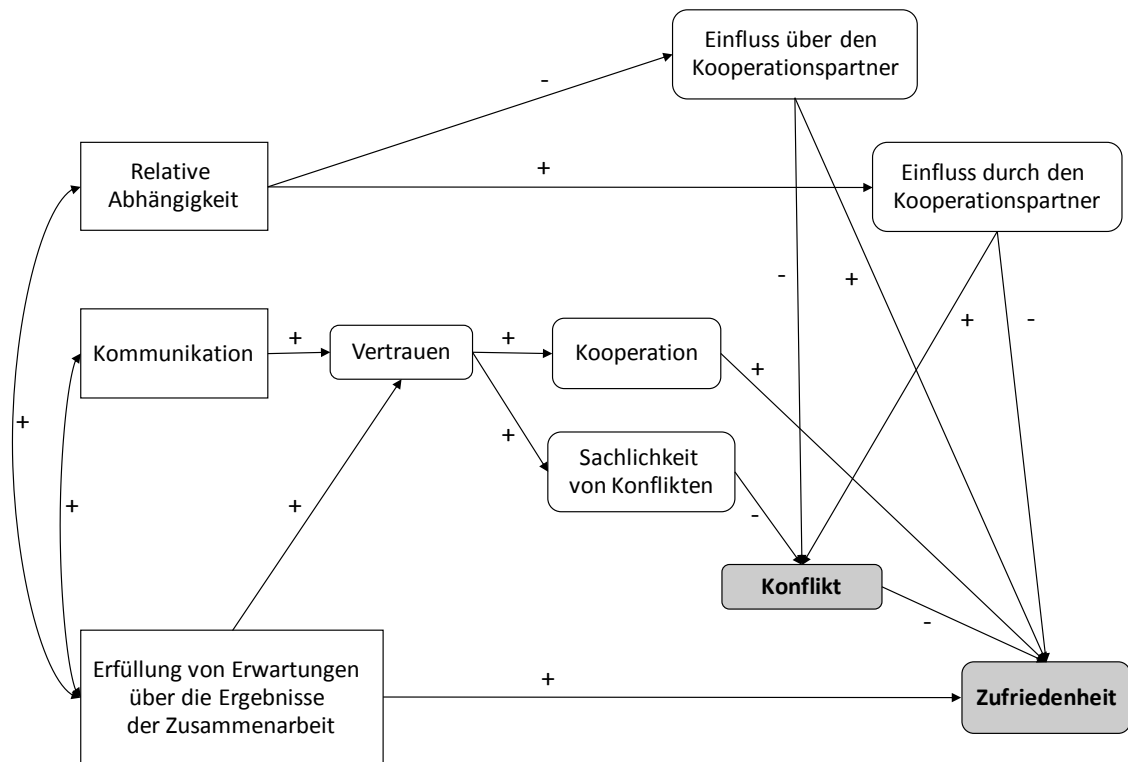 Einfluss über den
Kooperationspartner
-
Relative
Abhängigkeit
+
Einfluss durch den
Kooperationspartner
-
+
+
-
Kommunikation
+
Vertrauen
+
Kooperation
+
+
+
Sachlichkeit
von Konflikten
-
+
+
Konflikt
-
Erfüllung von Erwartungen
über die Ergebnisse
der Zusammenarbeit
+
Zufriedenheit